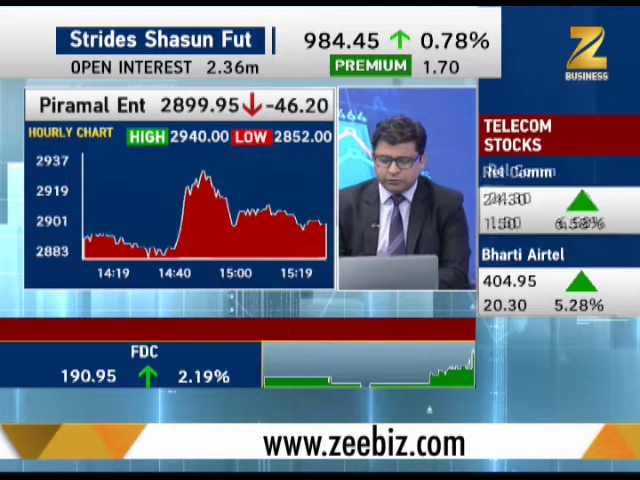 Strides Shasun Fut
984.45 0.78%
OPEN INTEREST 2.36m
PREMIUM 1.70
Z
BUSINESS
Piramal Ent 2899.95 -46.20
HOURLY CHART HIGH 2940.00 LOW 2852.00
2937
2919
2901
2883
14:19 14:40 15:00 15:19
TELECOM
STOCKS
Bharti Airtel
404.95
20.30 5.28%
FDC
190.95 2.19%
www.zeebiz.com